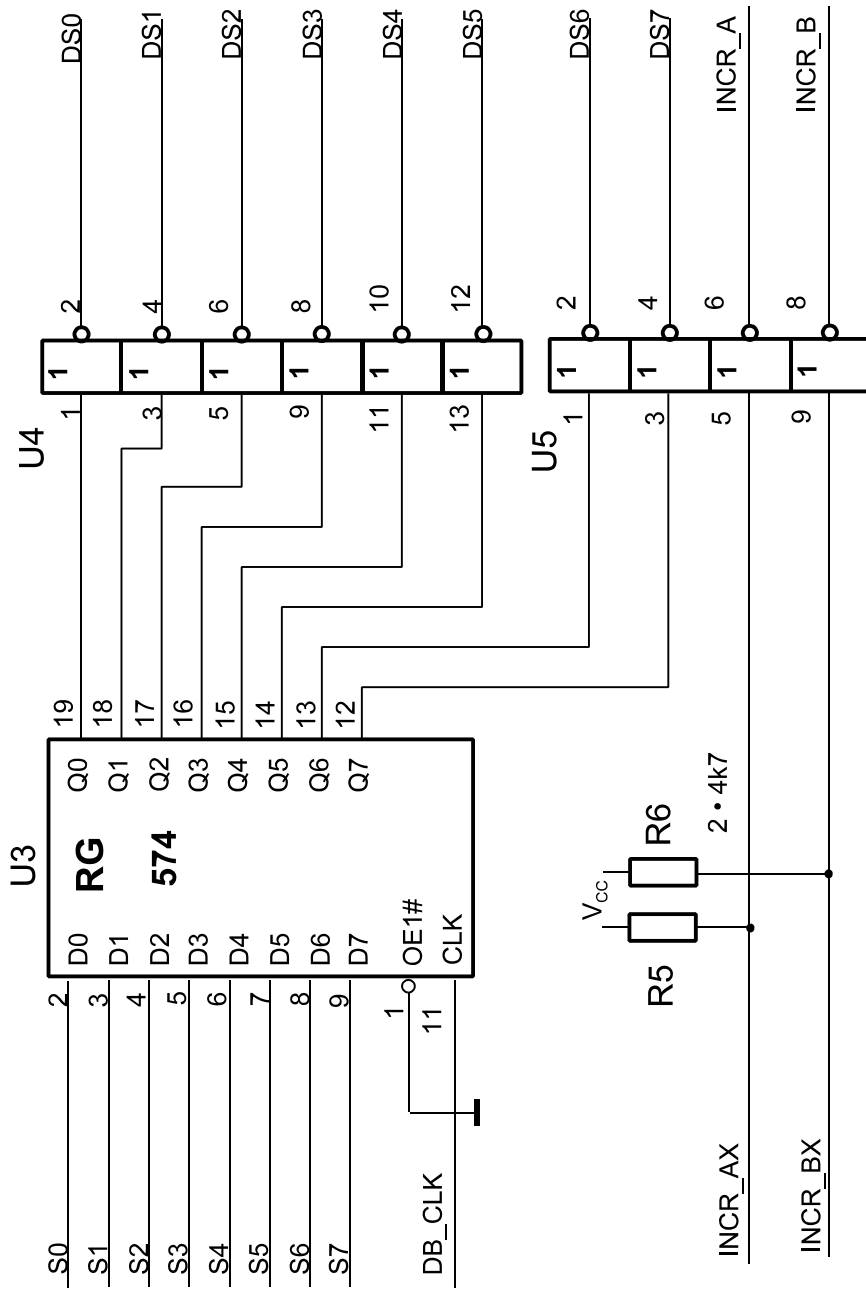 U3
RG
574
S0 2 D0 Q0 19
S1 3 D1 Q1 18
S2 4 D2 Q2 17
S3 5 D3 Q3 16
S4 6 D4 Q4 15
S5 7 D5 Q5 14
S6 8 D6 Q6 13
S7 9 D7 Q7 12
1 OE1#
DB_CLK 11 CLK
U4
1 1 2 DS0
3 1 4 DS1
5 1 6 DS2
9 1 8 DS3
11 1 10 DS4
13 1 12 DS5
U5
1 1 2 DS6
3 1 4 DS7
VCC
R5 R6
2 • 4k7
INCR_AX 5 1 6 INCR_A
INCR_BX 9 1 8 INCR_B